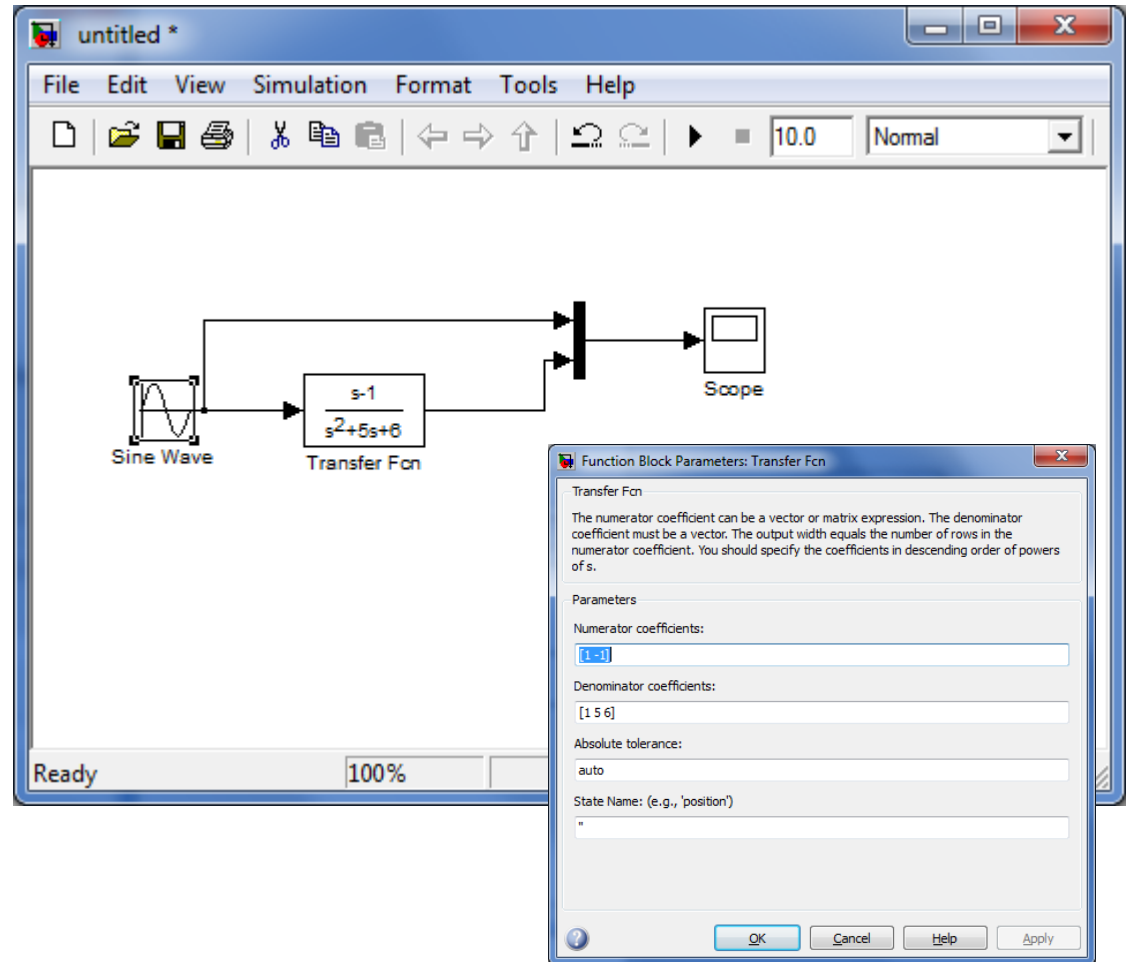 untitled *
File Edit View Simulation Format Tools Help
10.0 Normal
s-1
s²+5s+6
Sine Wave
Transfer Fcn
Scope
Ready 100%
Function Block Parameters: Transfer Fcn
Transfer Fcn
The numerator coefficient can be a vector or matrix expression. The denominator
coefficient must be a vector. The output width equals the number of rows in the
numerator coefficient. You should specify the coefficients in descending order of powers
of s.
Parameters
Numerator coefficients:
[1 -1]
Denominator coefficients:
[1 5 6]
Absolute tolerance:
auto
State Name: (e.g., 'position')
''
OK Cancel Help Apply